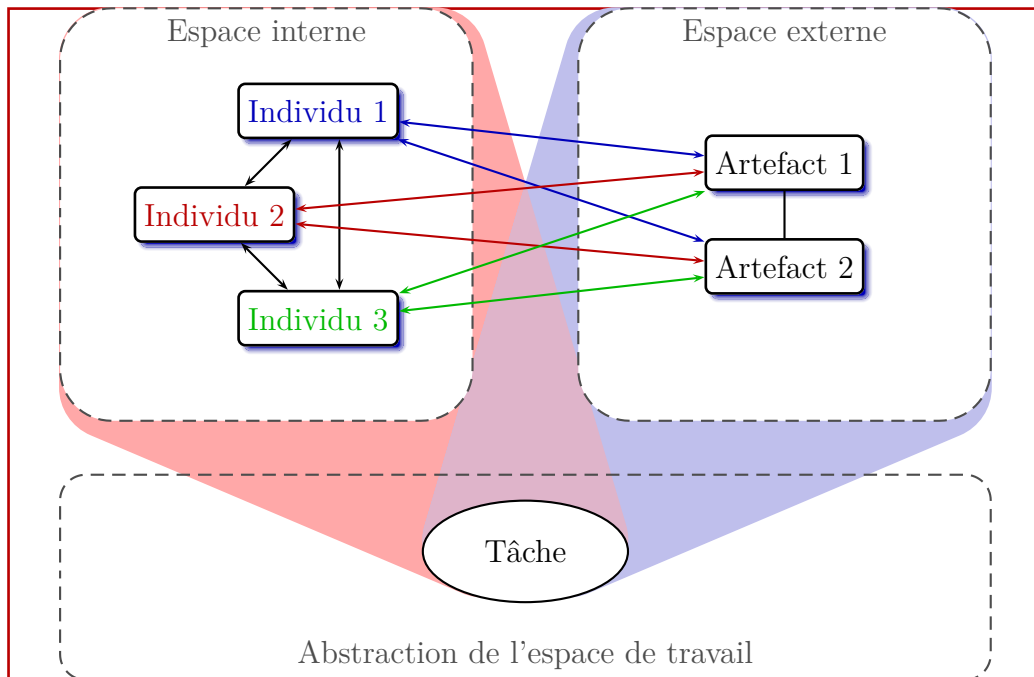 Espace interne
Espace externe
Individu 1
Artefact 1
Individu 2
Artefact 2
Individu 3
Tâche
Abstraction de l'espace de travail